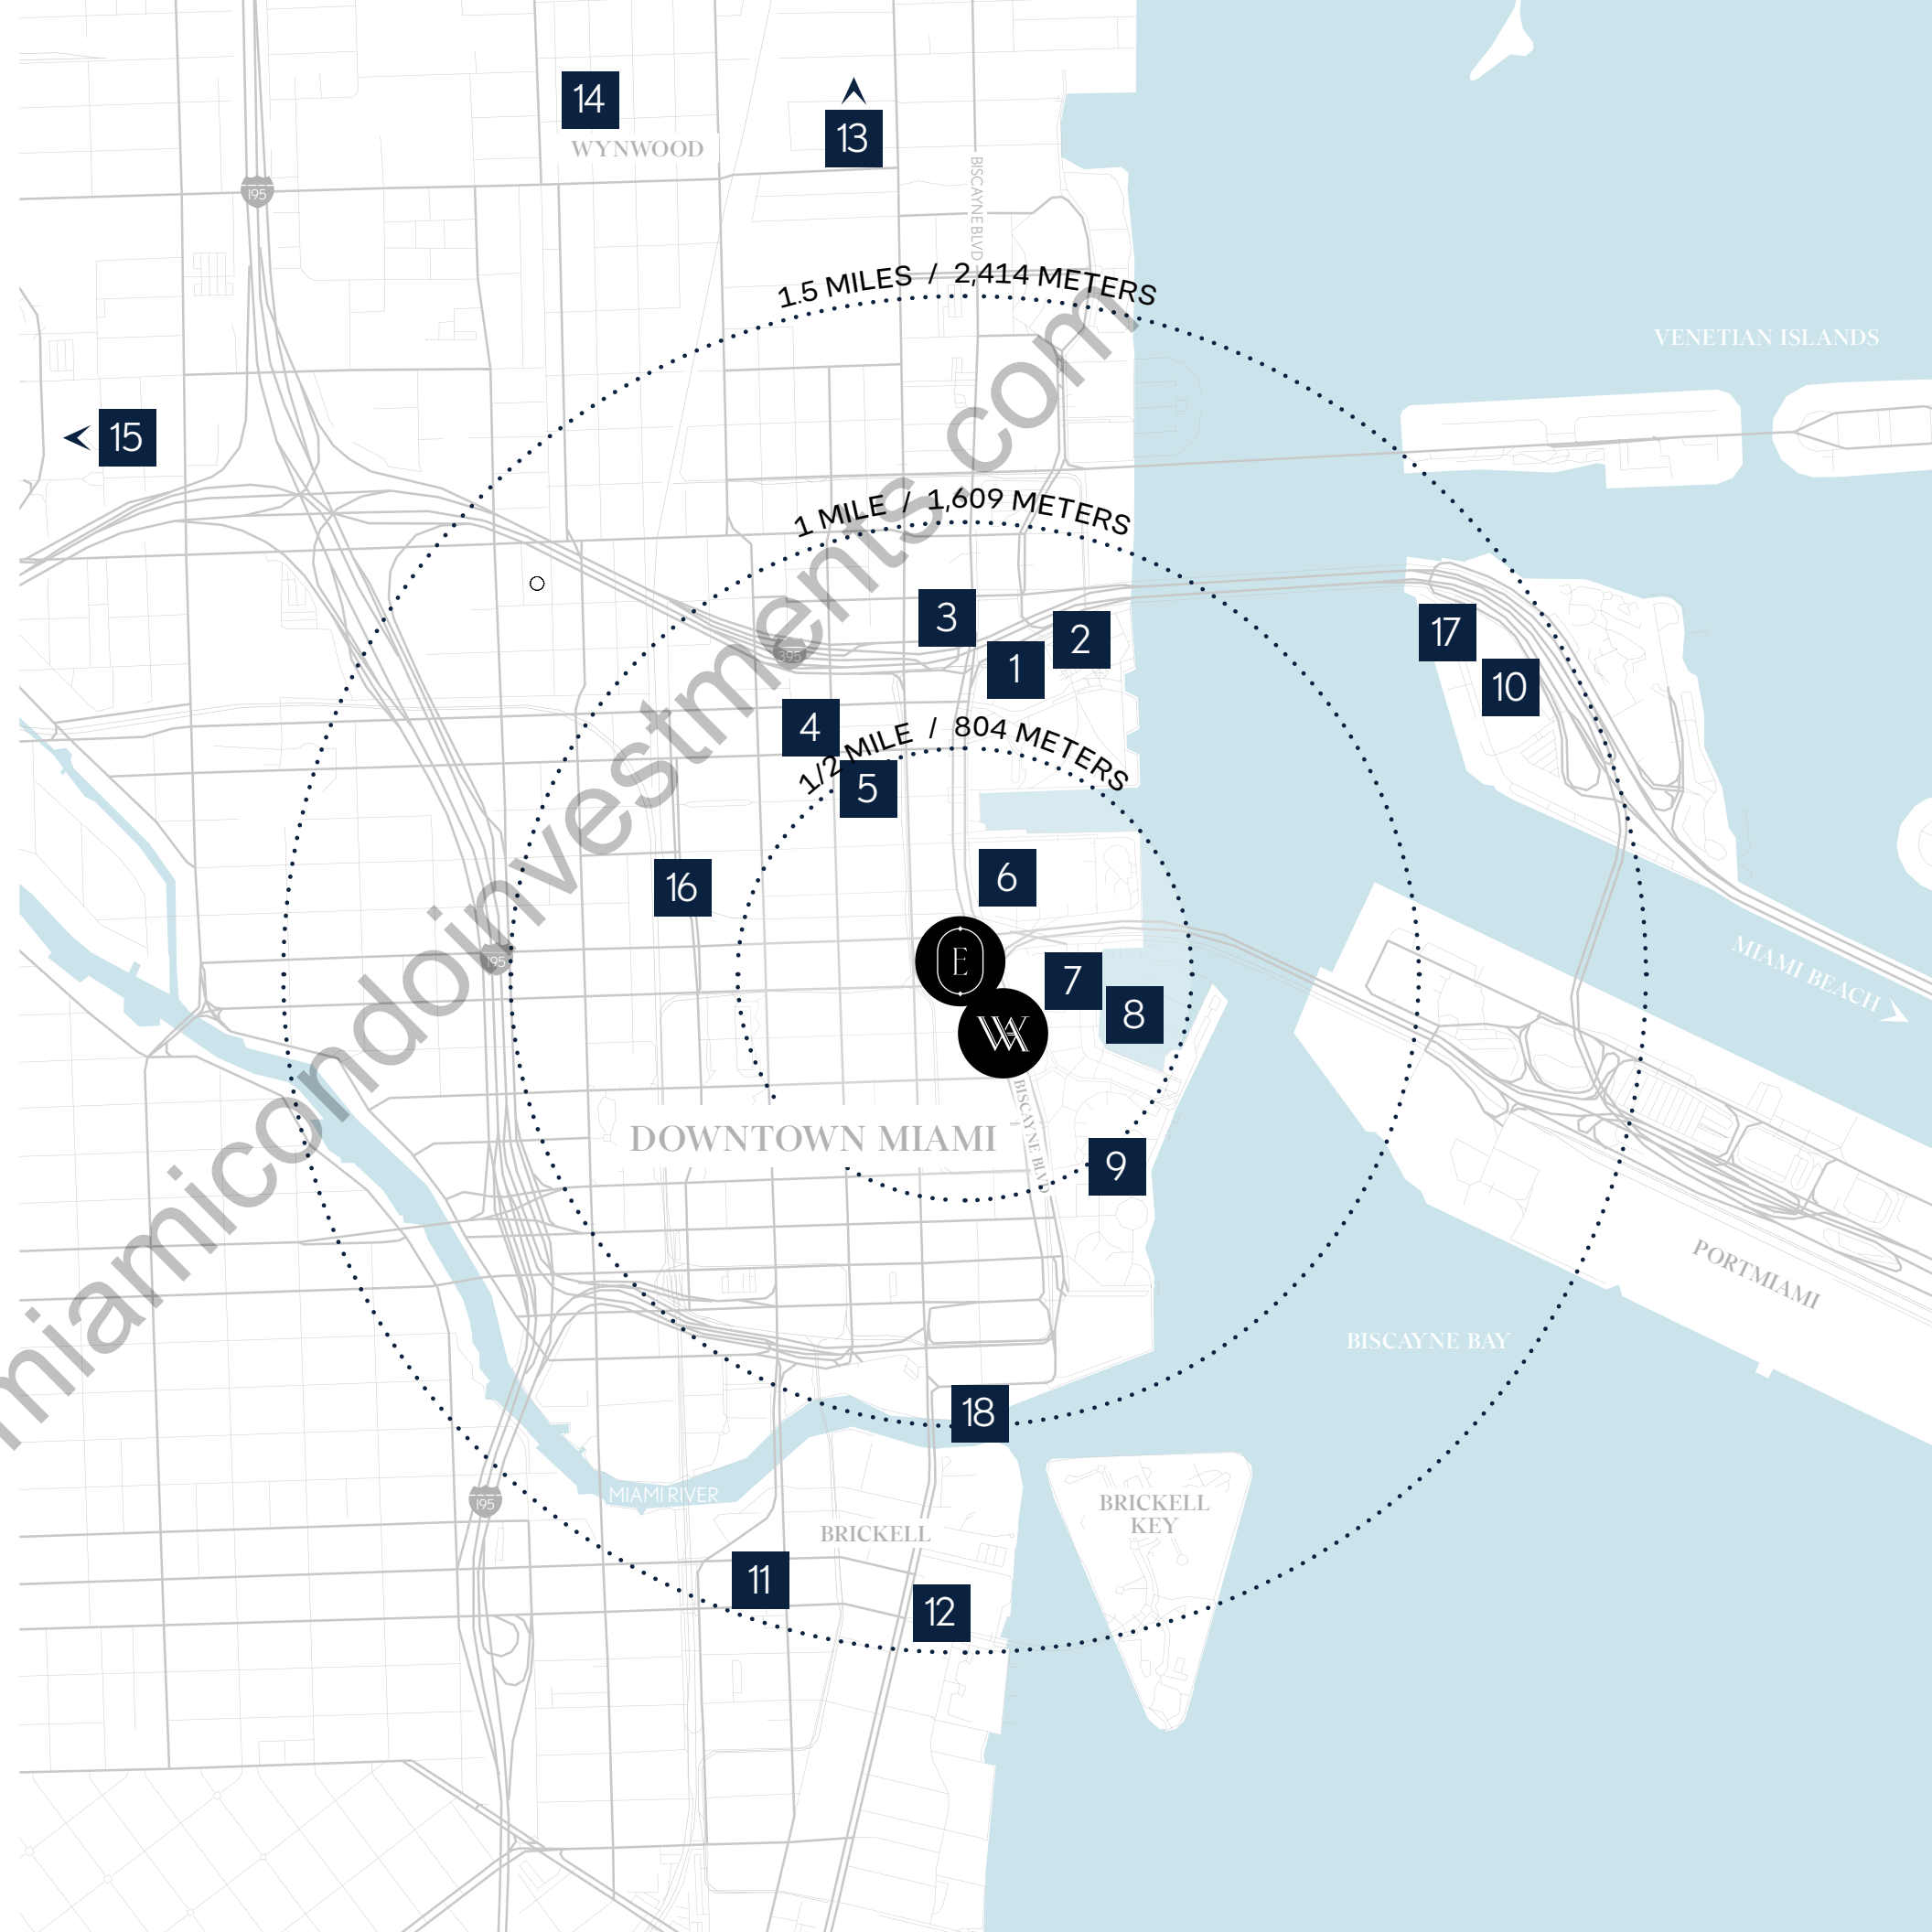 14
WYNWOOD
13
195
BISCAYNE BLVD
1.5 MILES / 2,414 METERS
VENETIAN ISLANDS
15
1 MILE / 1,609 METERS
3
2
1
17
10
395
4
1/2 MILE / 804 METERS
5
16
6
195
E
7
8
WA
MIAMI BEACH
DOWNTOWN MIAMI
BISCAYNE BLVD
9
PORTMIAMI
BISCAYNE BAY
18
195
MIAMI RIVER
BRICKELL
BRICKELL
KEY
11
12
miamicondoinvestments.com